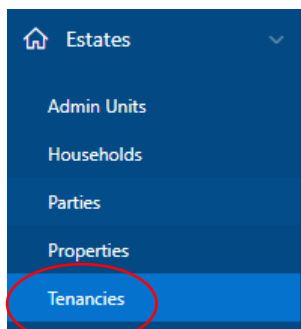 Estates
Admin Units
Households
Parties
Properties
Tenancies